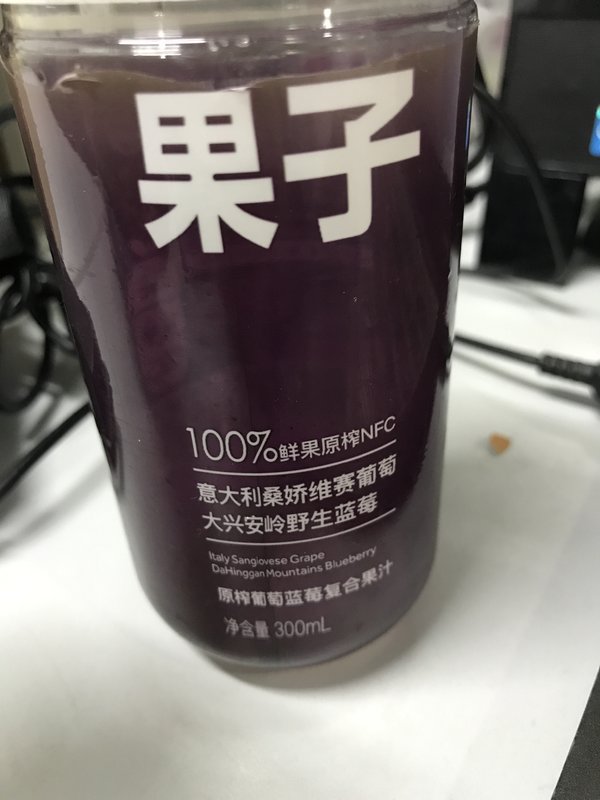 果子
100%鲜果原榨NFC
意大利桑娇维赛葡萄
大兴安岭野生蓝莓
Italy Sangiovese Grape
DaHinggan Mountains Blueberry
原榨葡萄蓝莓复合果汁
净含量 300mL